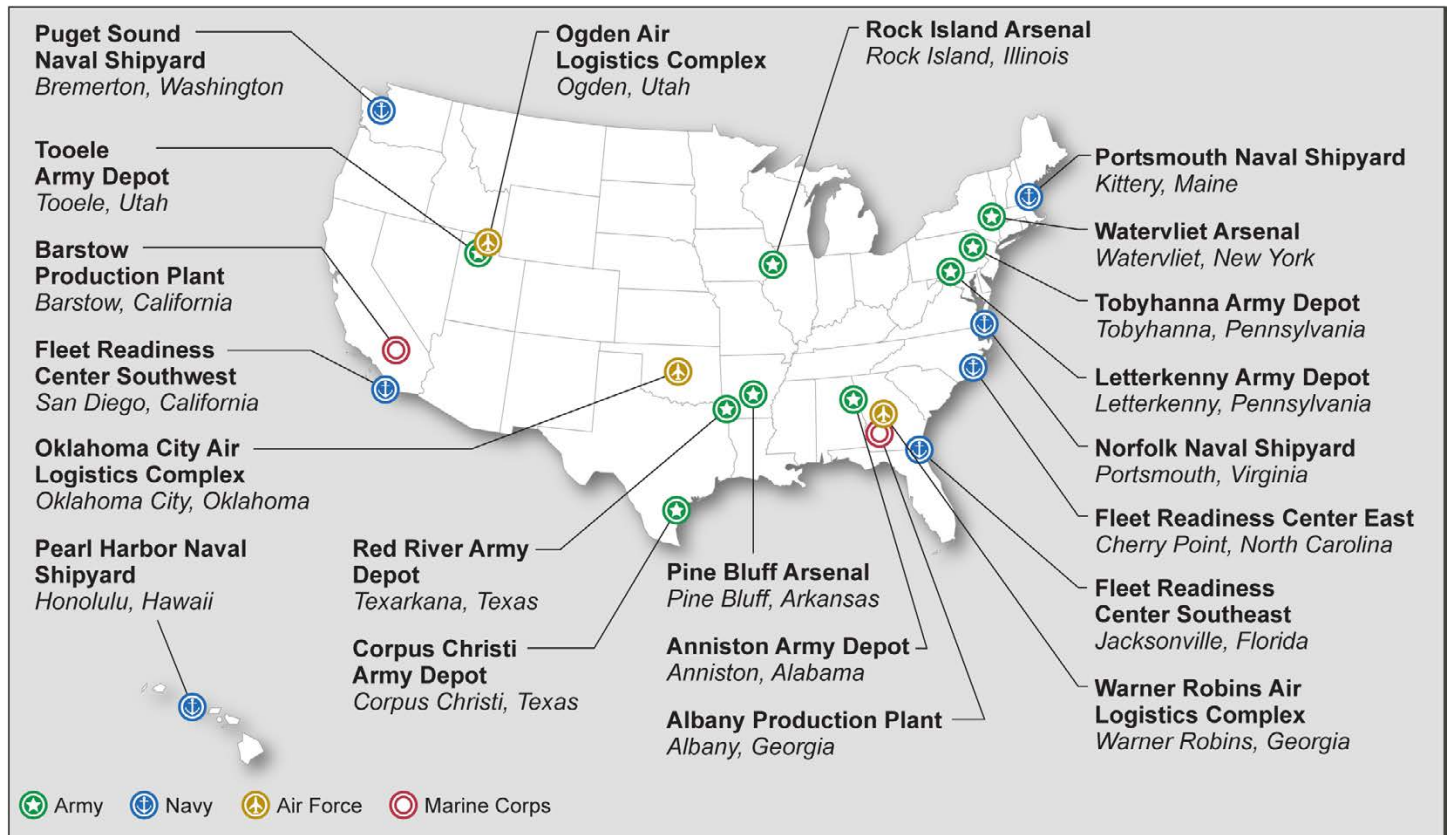 Puget Sound
Naval Shipyard
Bremerton, Washington
Tooele
Army Depot
Tooele, Utah
Barstow
Production Plant
Barstow, California
Fleet Readiness
Center Southwest
San Diego, California
Oklahoma City Air
Logistics Complex
Oklahoma City, Oklahoma
Pearl Harbor Naval
Shipyard
Honolulu, Hawaii
Ogden Air
Logistics Complex
Ogden, Utah
Rock Island Arsenal
Rock Island, Illinois
Portsmouth Naval Shipyard
Kittery, Maine
Watervliet Arsenal
Watervliet, New York
Tobyhanna Army Depot
Tobyhanna, Pennsylvania
Letterkenny Army Depot
Letterkenny, Pennsylvania
Norfolk Naval Shipyard
Portsmouth, Virginia
Fleet Readiness Center East
Cherry Point, North Carolina
Fleet Readiness
Center Southeast
Jacksonville, Florida
Warner Robins Air
Logistics Complex
Warner Robins, Georgia
Red River Army
Depot
Texarkana, Texas
Corpus Christi
Army Depot
Corpus Christi, Texas
Pine Bluff Arsenal
Pine Bluff, Arkansas
Anniston Army Depot
Anniston, Alabama
Albany Production Plant
Albany, Georgia
Army
Navy
Air Force
Marine Corps